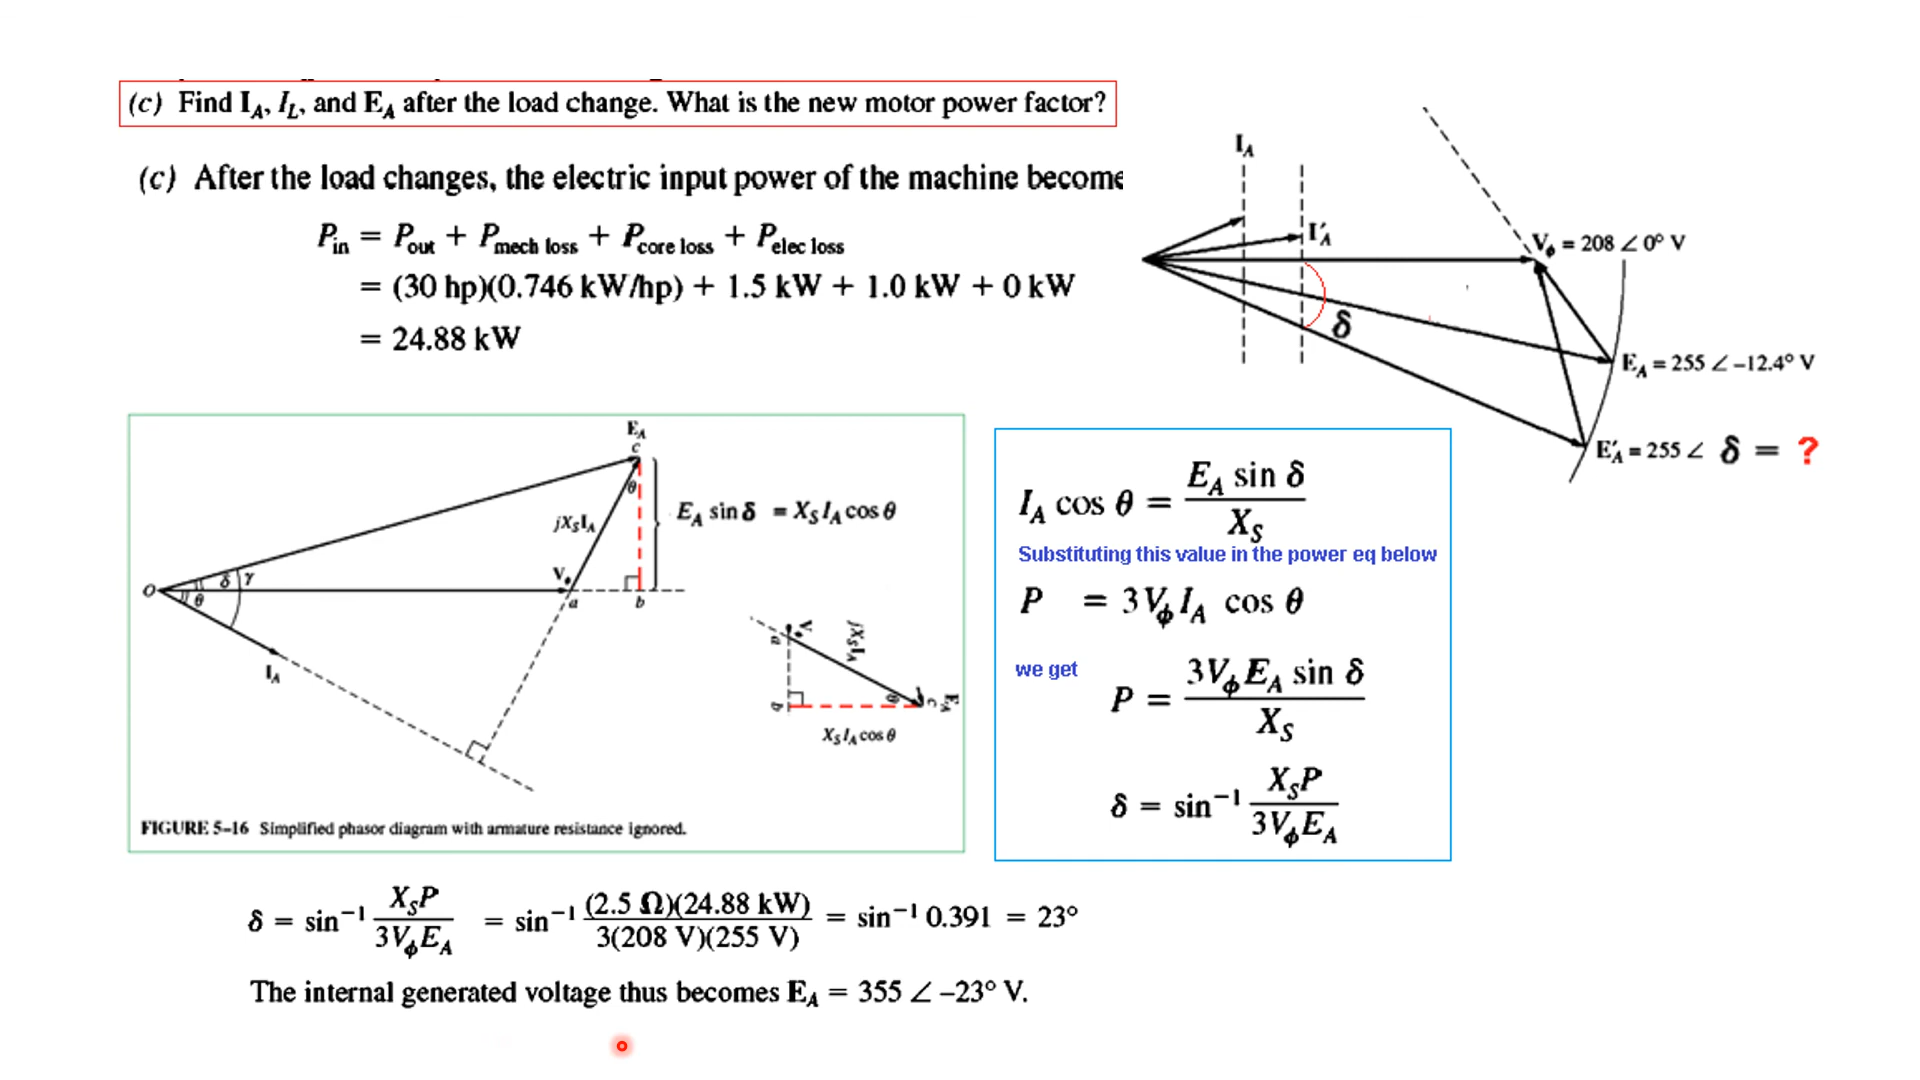 (c) Find I_A, I_L, and E_A after the load change. What is the new motor power factor?
(c) After the load changes, the electric input power of the machine become
P_in = P_out + P_mech loss + P_core loss + P_elec loss
= (30 hp)(0.746 kW/hp) + 1.5 kW + 1.0 kW + 0 kW
= 24.88 kW
I_A
I′_A
V_ϕ = 208 ∠ 0° V
δ
E_A = 255 ∠ –12.4° V
E′_A = 255 ∠ δ = ?
E_A
c
θ
jX_SI_A
E_A sin δ = X_S I_A cos θ
O
δ
γ
θ
V_ϕ
a
b
I_A
a
V_ϕ
jX_SI_A
b
θ
c
E_A
X_S I_A cos θ
FIGURE 5–16 Simplified phasor diagram with armature resistance ignored.
I_A cos θ = E_A sin δ / X_S
Substituting this value in the power eq below
P = 3V_ϕ I_A cos θ
we get
P = 3V_ϕ E_A sin δ / X_S
δ = sin⁻¹ X_S P / 3V_ϕ E_A
δ = sin⁻¹ X_S P / 3V_ϕ E_A = sin⁻¹ (2.5 Ω)(24.88 kW) / 3(208 V)(255 V) = sin⁻¹ 0.391 = 23°
The internal generated voltage thus becomes E_A = 355 ∠ –23° V.